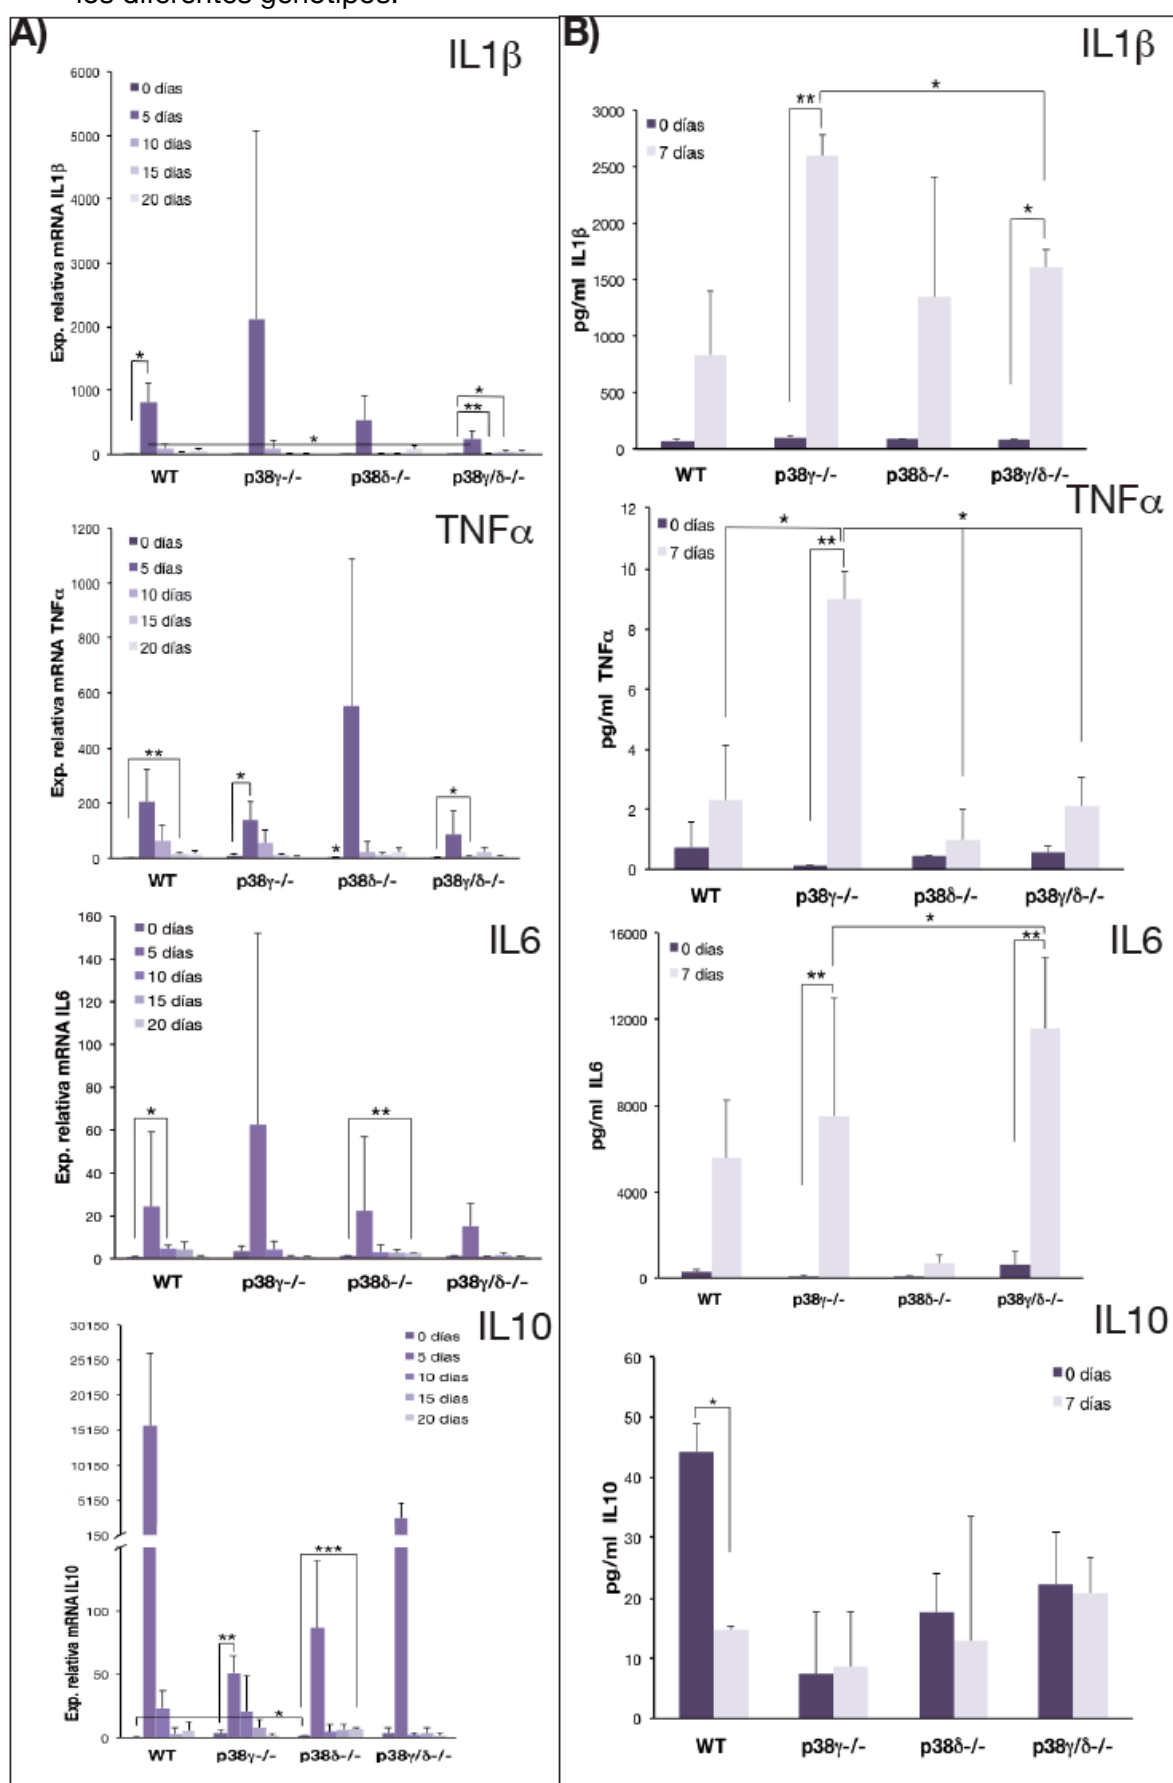 los diferentes genotipos.
A)
IL1β
6000
5000
4000
3000
2000
1000
0
Exp. relativa mRNA IL1β
0 días
5 días
10 días
15 días
20 días
*
*
*
**
WT
p38γ-/-
p38δ-/-
p38γ/δ-/-
TNFα
1200
1000
800
600
400
200
0
Exp. relativa mRNA TNFα
0 días
5 días
10 días
15 días
20 días
**
*
*
*
WT
p38γ-/-
p38δ-/-
p38γ/δ-/-
IL6
160
140
120
100
80
60
40
20
0
Exp. relativa mRNA IL6
0 días
5 días
10 días
15 días
20 días
*
**
WT
p38γ-/-
p38δ-/-
p38γ/δ-/-
IL10
30150
25150
20150
15150
10150
5150
150
100
50
0
Exp. relativa mRNA IL10
0 días
5 días
10 días
15 días
20 días
**
***
*
WT
p38γ-/-
p38δ-/-
p38γ/δ-/-
B)
IL1β
3000
2500
2000
1500
1000
500
0
pg/ml IL1β
0 días
7 días
**
*
*
WT
p38γ-/-
p38δ-/-
p38γ/δ-/-
TNFα
12
10
8
6
4
2
0
pg/ml TNFα
0 días
7 días
*
**
*
WT
p38γ-/-
p38δ-/-
p38γ/δ-/-
IL6
16000
12000
8000
4000
0
pg/ml IL6
0 días
7 días
**
*
**
WT
p38γ-/-
p38δ-/-
p38γ/δ-/-
IL10
60
50
40
30
20
10
0
pg/ml IL10
0 días
7 días
*
WT
p38γ-/-
p38δ-/-
p38γ/δ-/-